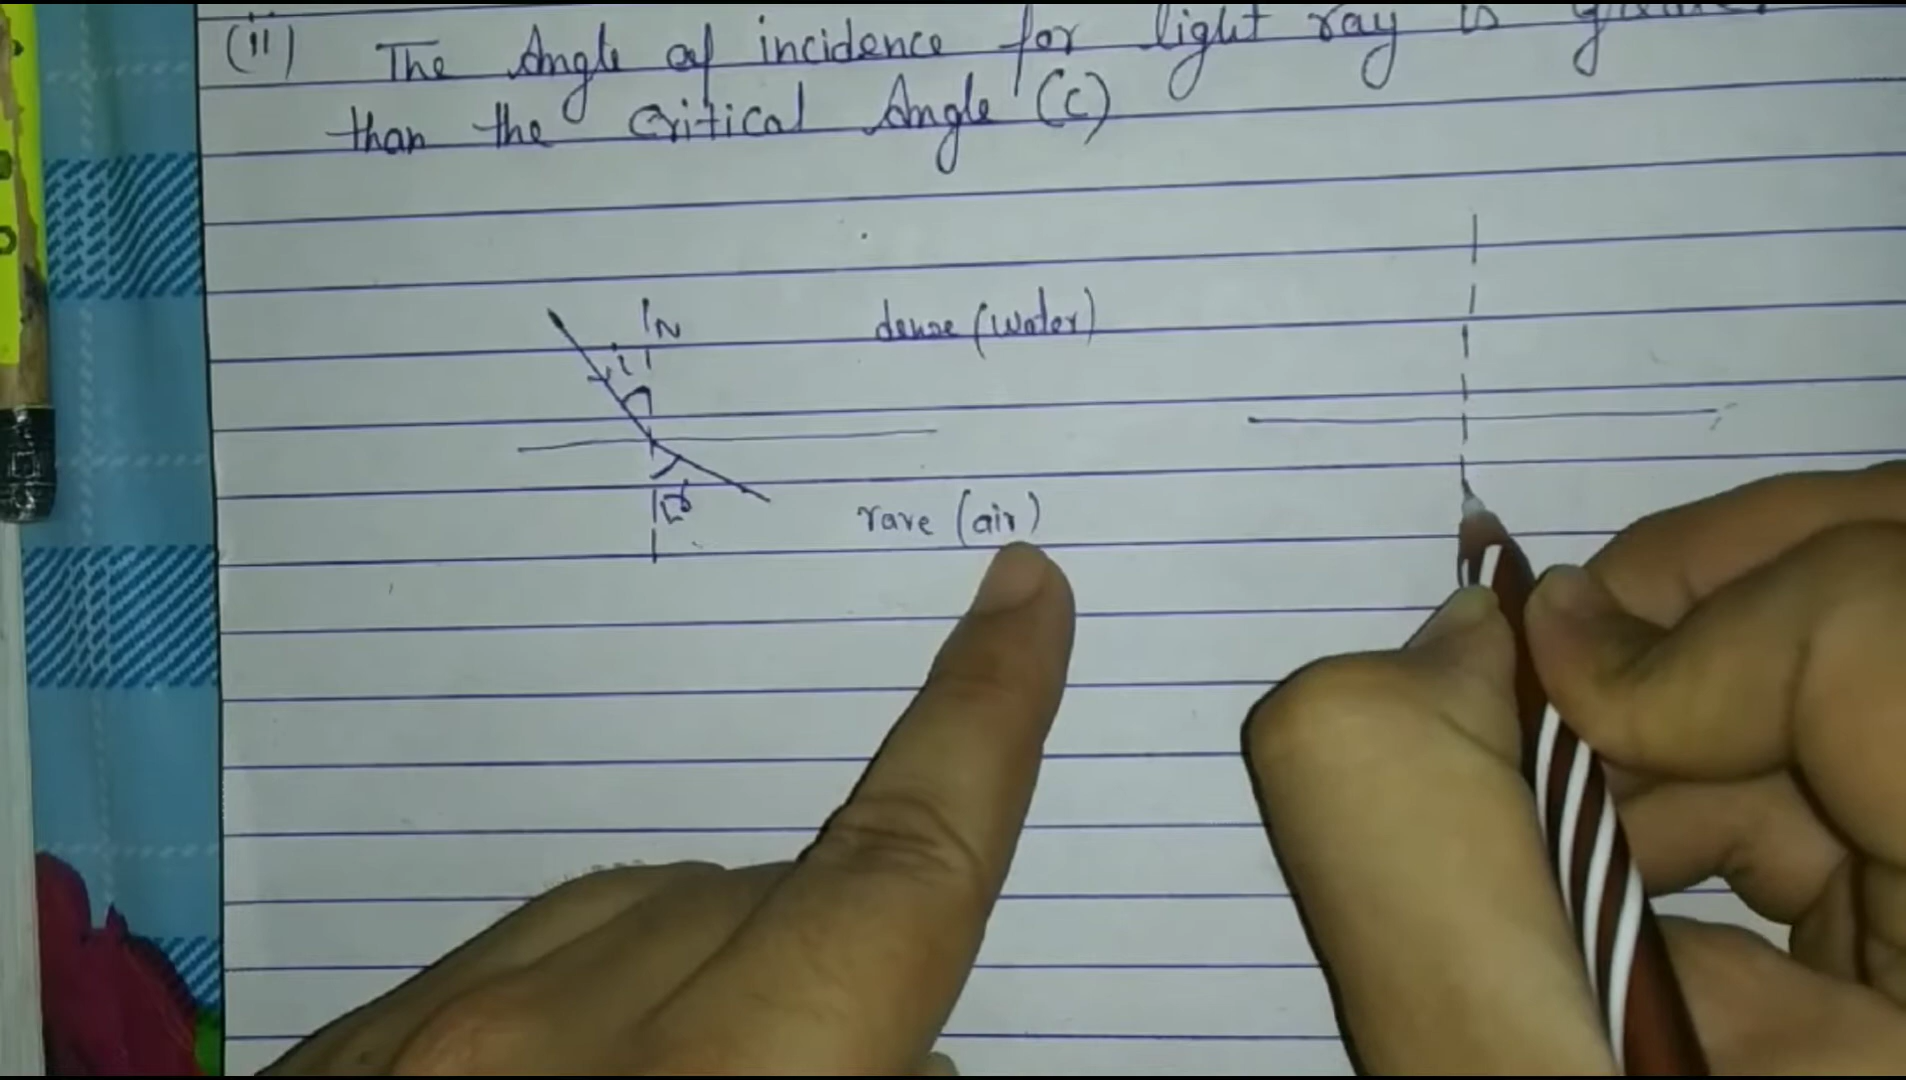 (ii) The Angle of incidence for light ray is
than the Critical Angle (C)
N
i
dense (water)
r
rare (air)